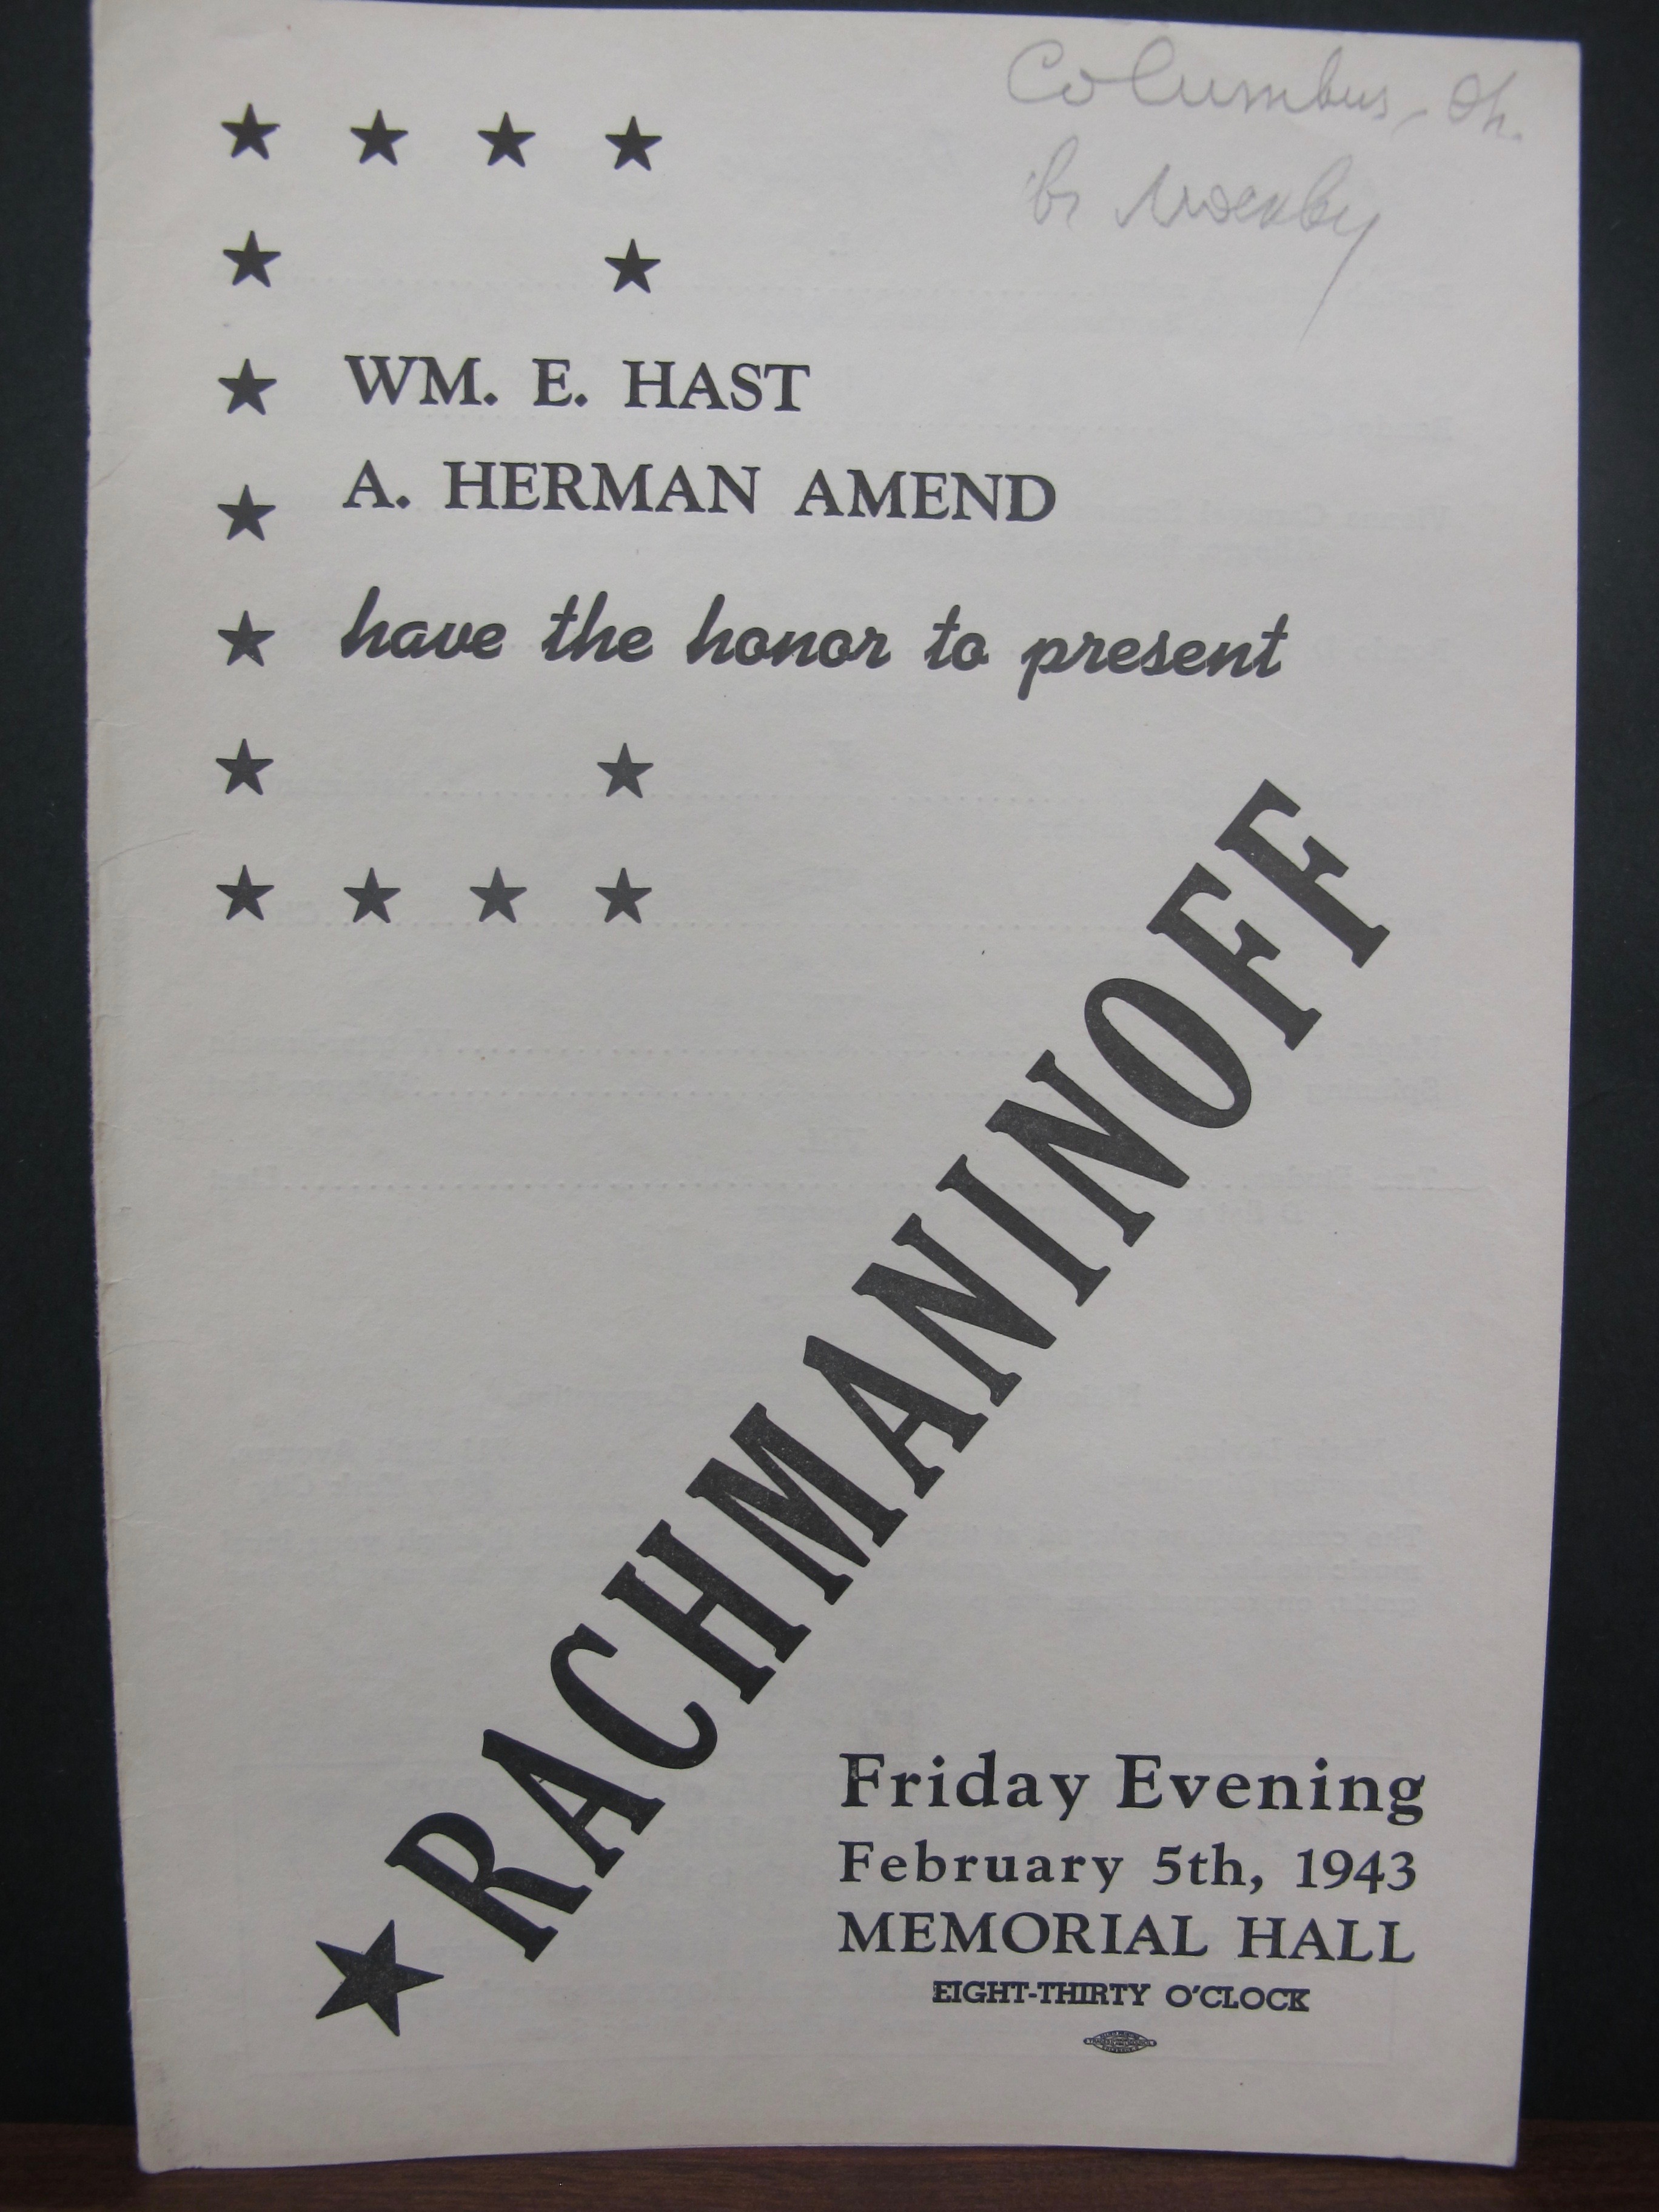 Columbus, Oh.
WM. E. HAST
A. HERMAN AMEND
have the honor to present
RACHMANINOFF
Friday Evening
February 5th, 1943
MEMORIAL HALL
EIGHT-THIRTY O'CLOCK